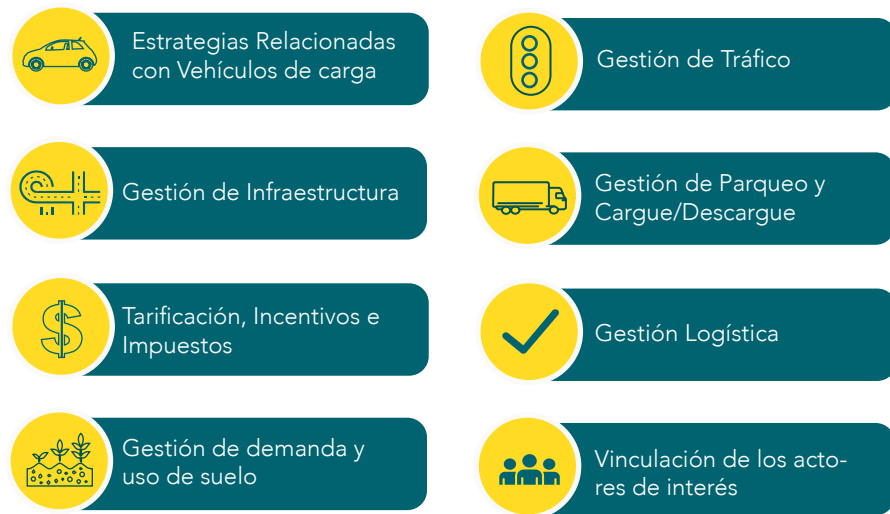 Estrategias Relacionadas
con Vehículos de carga
Gestión de Tráfico
Gestión de Infraestructura
Gestión de Parqueo y
Cargue/Descargue
Tarificación, Incentivos e
Impuestos
Gestión Logística
Gestión de demanda y
uso de suelo
Vinculación de los acto-
res de interés